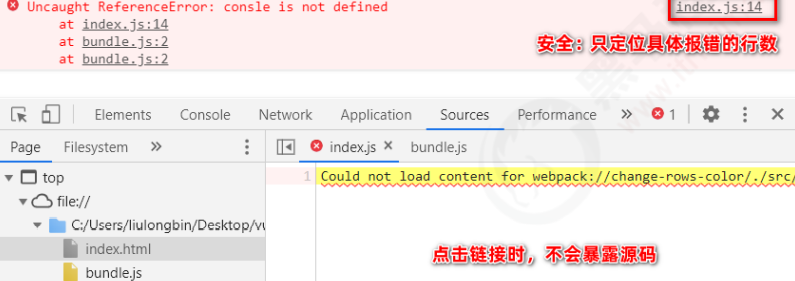 Uncaught ReferenceError: consle is not defined
index.js:14
at index.js:14
at bundle.js:2
at bundle.js:2
安全：只定位具体报错的行数
Elements Console Network Application Sources Performance » 1
Page Filesystem » index.js × bundle.js
top
1 Could not load content for webpack://change-rows-color/./src/
file://
C:/Users/liulongbin/Desktop/vu
index.html
点击链接时，不会暴露源码
bundle.js